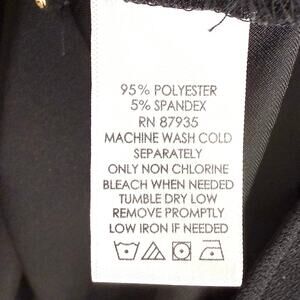 95% POLYESTER
5% SPANDEX
RN 87935
MACHINE WASH COLD
SEPARATELY
ONLY NON CHLORINE
BLEACH WHEN NEEDED
TUMBLE DRY LOW
REMOVE PROMPTLY
LOW IRON IF NEEDED